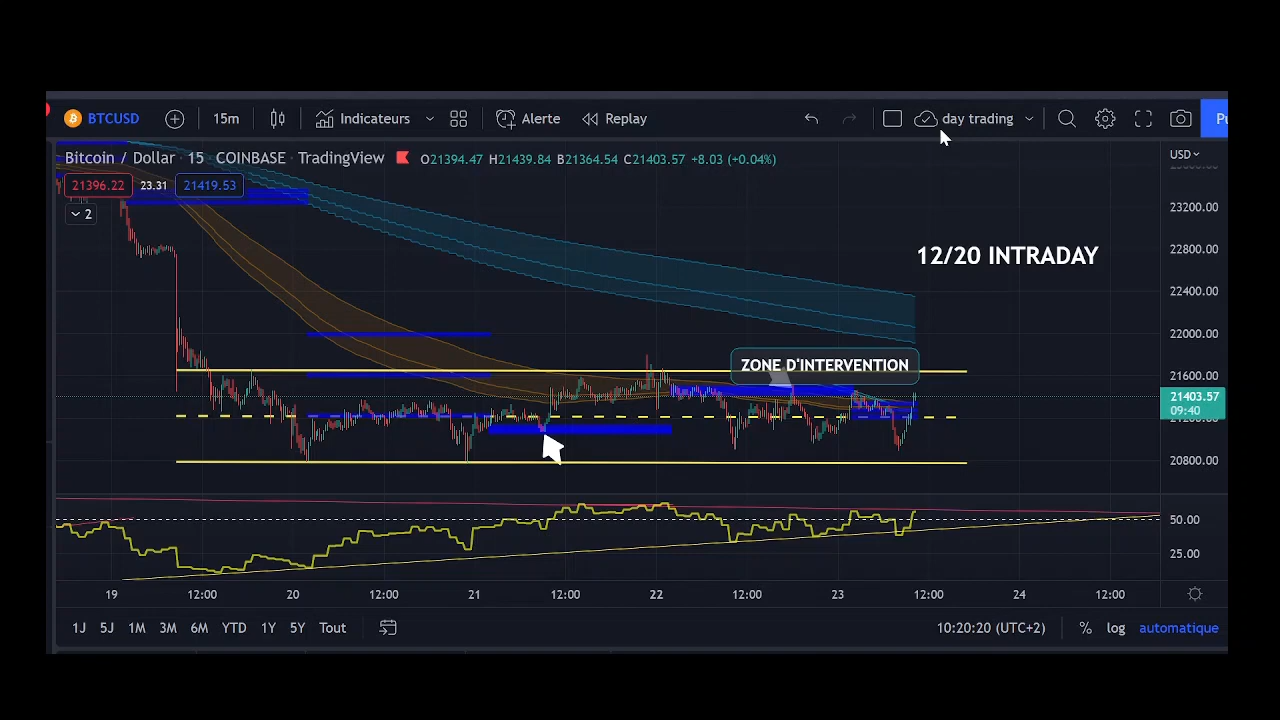 BTCUSD 15m Indicateurs Alerte Replay day trading Pu
Bitcoin / Dollar · 15 · COINBASE · TradingView O21394.47 H21439.84 B21364.54 C21403.57 +8.03 (+0.04%) USD
21396.22 23.31 21419.53
2
23200.00
12/20 INTRADAY
22800.00
22400.00
22000.00
ZONE D'INTERVENTION
21600.00
21403.57
09:40
21200.00
20800.00
50.00
25.00
19 12:00 20 12:00 21 12:00 22 12:00 23 12:00 24 12:00
1J 5J 1M 3M 6M YTD 1Y 5Y Tout 10:20:20 (UTC+2) % log automatique